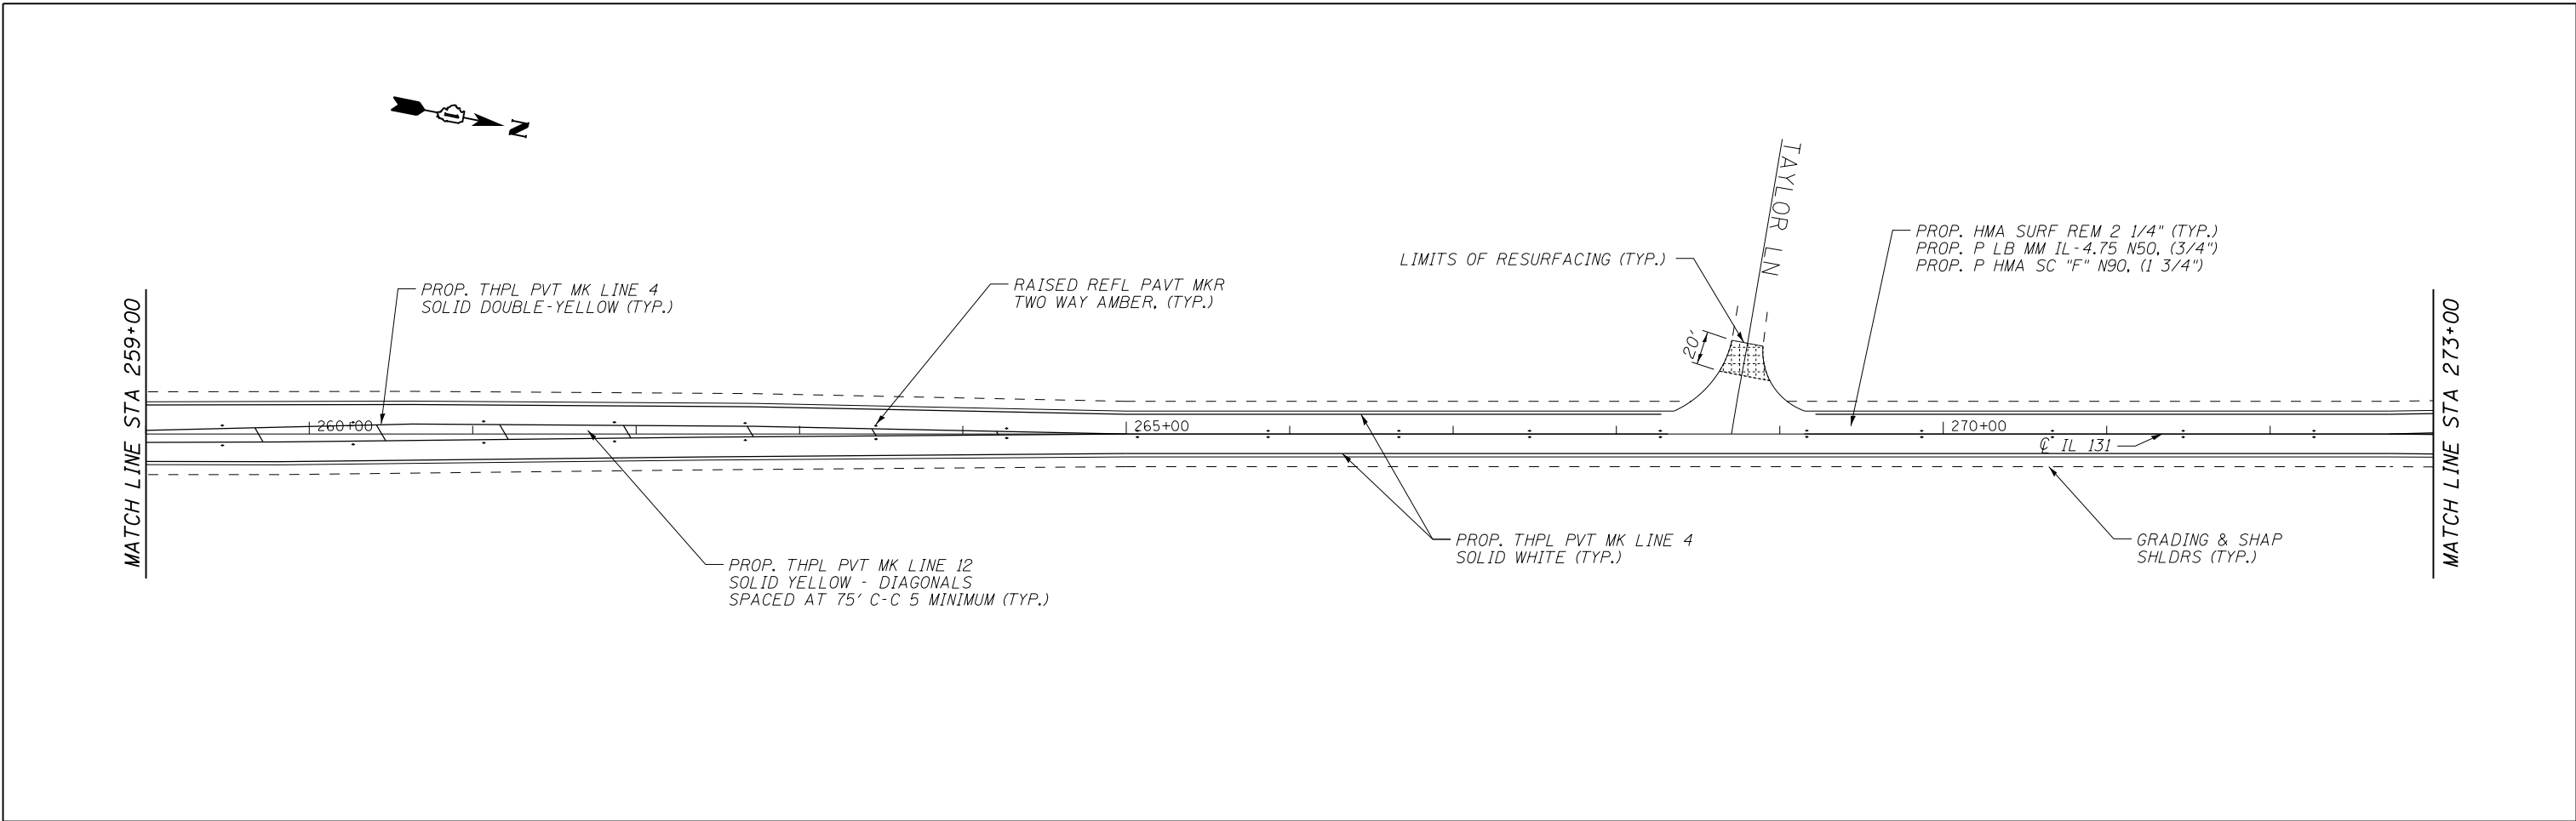 N
TAYLOR LN
PROP. HMA SURF REM 2 1/4" (TYP.)
PROP. P LB MM IL-4.75 N50, (3/4")
PROP. P HMA SC "F" N90, (1 3/4")
LIMITS OF RESURFACING (TYP.)
RAISED REFL PAVT MKR
TWO WAY AMBER, (TYP.)
PROP. THPL PVT MK LINE 4
SOLID DOUBLE-YELLOW (TYP.)
20'
MATCH LINE STA 259+00
MATCH LINE STA 273+00
260+00
265+00
270+00
℄ IL 131
PROP. THPL PVT MK LINE 4
SOLID WHITE (TYP.)
GRADING & SHAP
SHLDRS (TYP.)
PROP. THPL PVT MK LINE 12
SOLID YELLOW - DIAGONALS
SPACED AT 75' C-C 5 MINIMUM (TYP.)